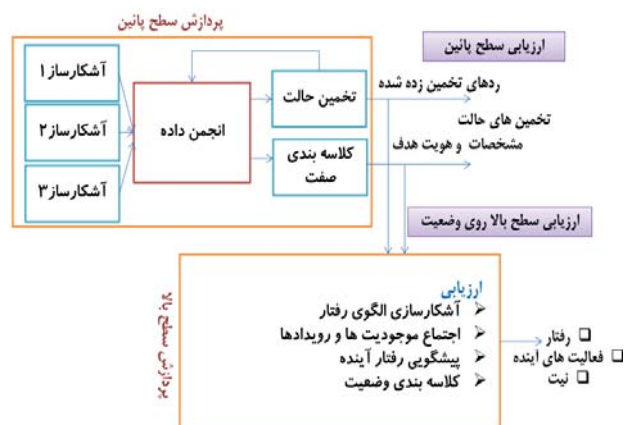 پردازش سطح پائین
ارزیابی سطح پائین
آشکارساز۱
آشکارساز۲
آشکارساز۳
انجمن داده
تخمین حالت
کلاسه بندی
صفت
ردهای تخمین زده شده
تخمین های حالت
مشخصات و هویت هدف
ارزیابی سطح بالا روی وضعیت
پردازش سطح بالا
ارزیابی
آشکارسازی الگوی رفتار
اجتماع موجودیت ها و رویدادها
پیشگویی رفتار آینده
کلاسه بندی وضعیت
رفتار
فعالیت های آینده
نیت